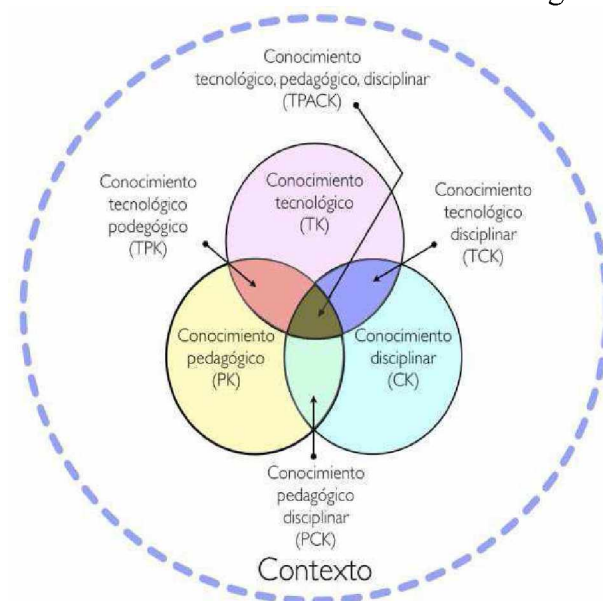 Conocimiento
tecnológico, pedagógico, disciplinar
(TPACK)
Conocimiento
tecnológico
podegógico
(TPK)
Conocimiento
tecnológico
(TK)
Conocimiento
tecnológico
disciplinar
(TCK)
Conocimiento
pedagógico
(PK)
Conocimiento
disciplinar
(CK)
Conocimiento
pedagógico
disciplinar
(PCK)
Contexto